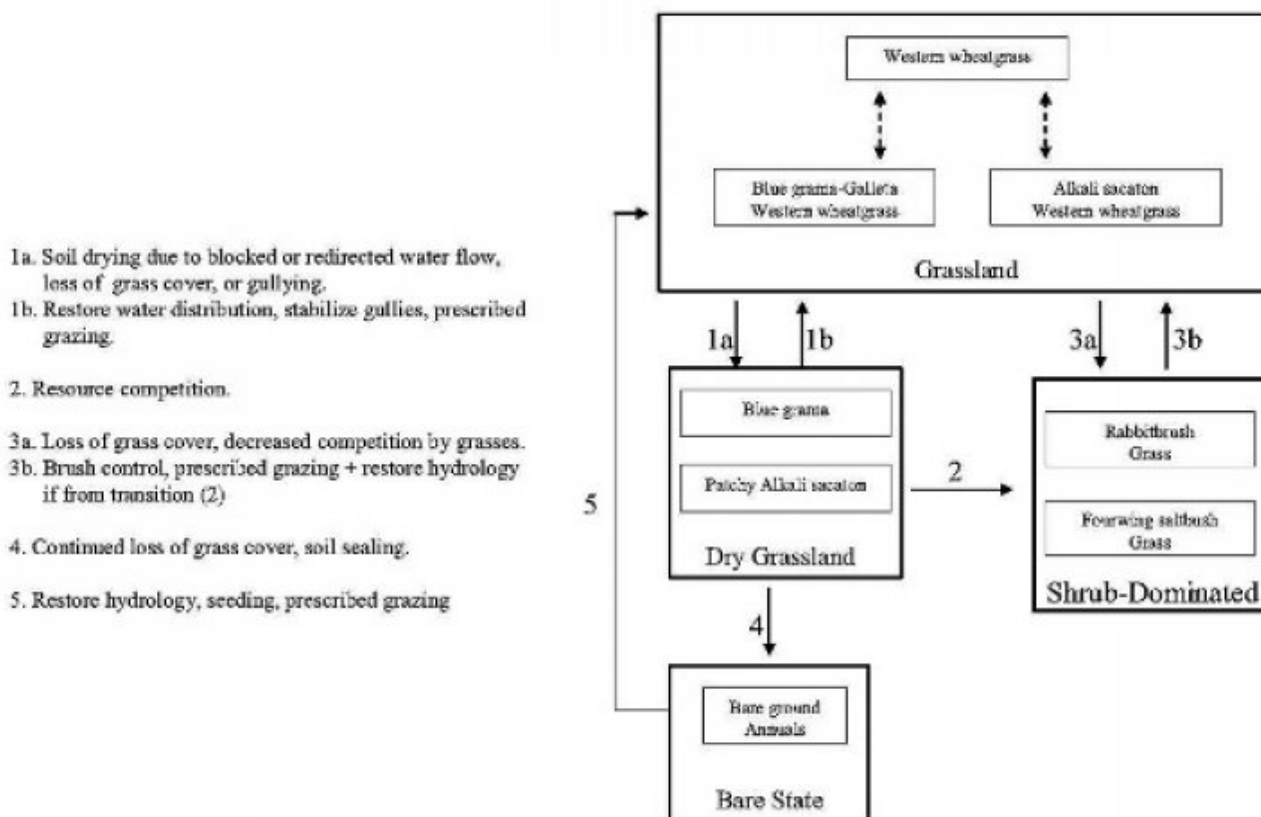 Western wheatgrass
Blue grama-Galleta
Western wheatgrass
Alkali sacaton
Western wheatgrass
Grassland
1a. Soil drying due to blocked or redirected water flow,
loss of grass cover, or gullying.
1b. Restore water distribution, stabilize gullies, prescribed
grazing.
2. Resource competition.
3a. Loss of grass cover, decreased competition by grasses.
3b. Brush control, prescribed grazing + restore hydrology
if from transition (2)
4. Continued loss of grass cover, soil sealing.
5. Restore hydrology, seeding, prescribed grazing
1a
1b
3a
3b
Blue grama
Patchy Alkali sacaton
Dry Grassland
2
Rabbitbrush
Grass
Fourwing saltbush
Grass
Shrub-Dominated
5
4
Bare ground
Annuals
Bare State